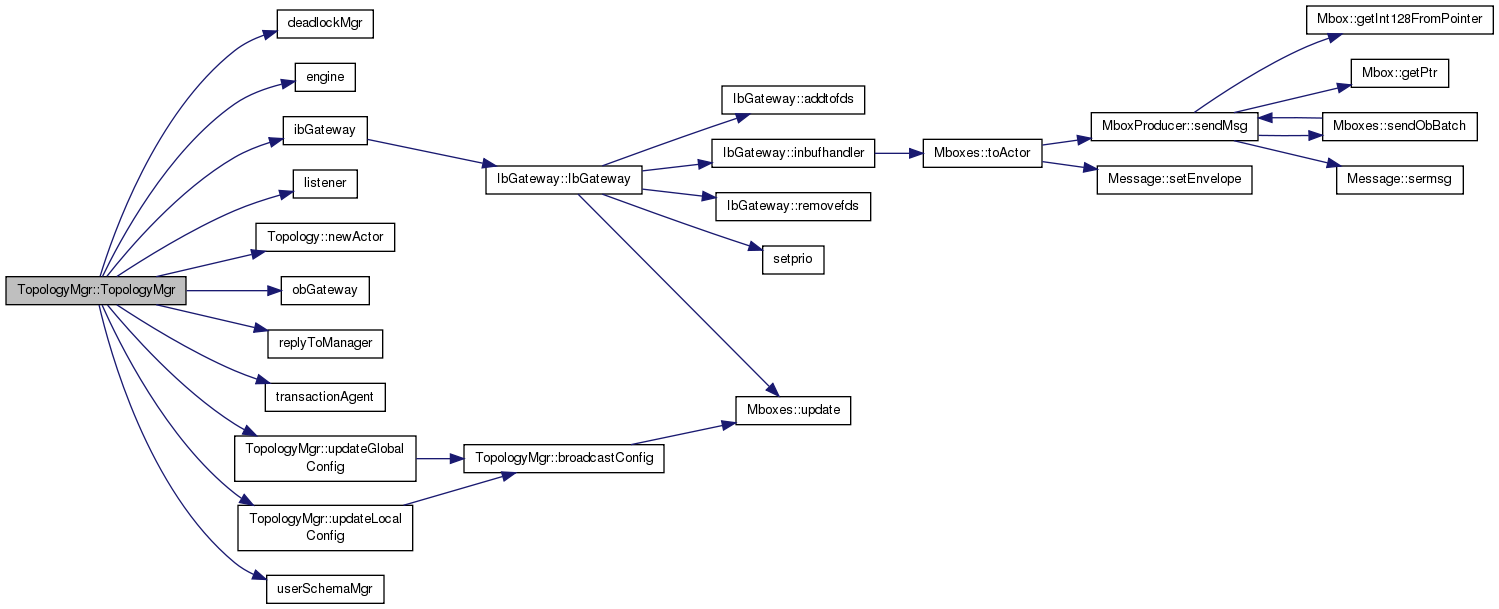 deadlockMgr
engine
ibGateway
listener
Topology::newActor
TopologyMgr::TopologyMgr
obGateway
replyToManager
transactionAgent
TopologyMgr::updateGlobal
Config
TopologyMgr::updateLocal
Config
userSchemaMgr
IbGateway::IbGateway
TopologyMgr::broadcastConfig
IbGateway::addtofds
IbGateway::inbufhandler
IbGateway::removefds
setprio
Mboxes::update
Mboxes::toActor
MboxProducer::sendMsg
Message::setEnvelope
Mbox::getInt128FromPointer
Mbox::getPtr
Mboxes::sendObBatch
Message::sermsg